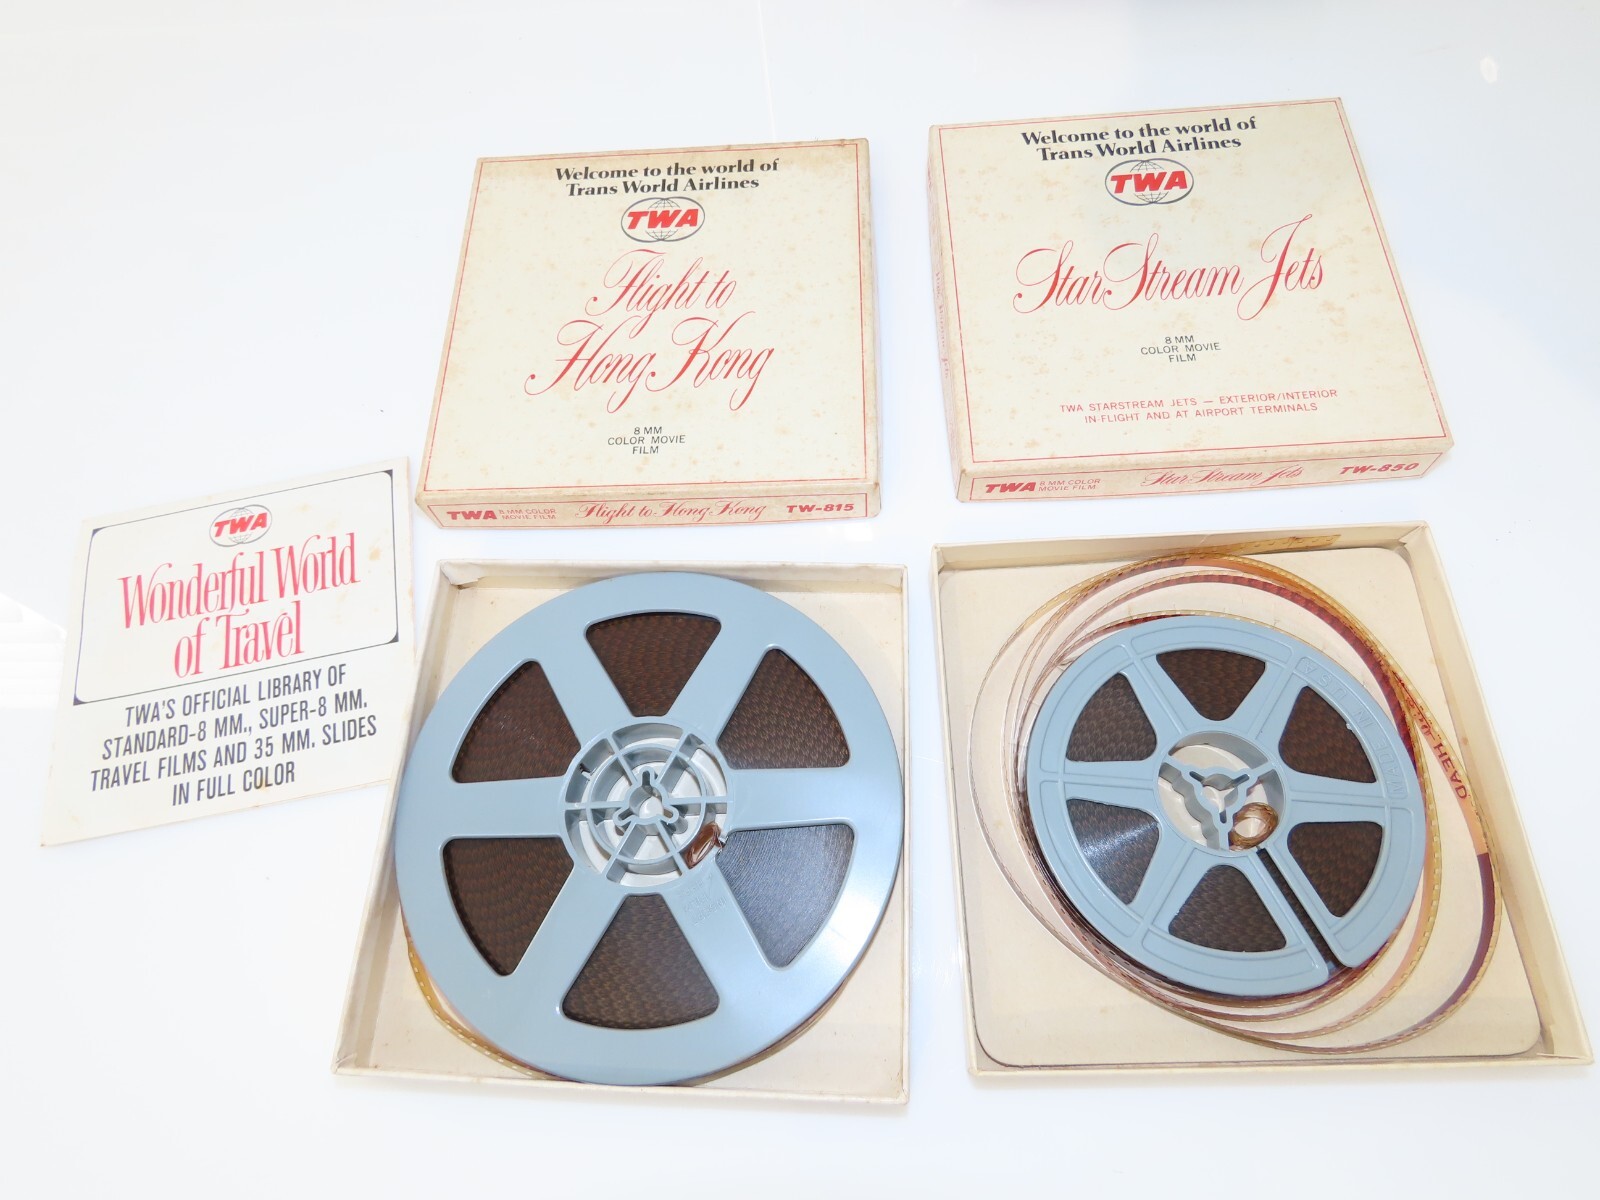 Welcome to the world of
Trans World Airlines
TWA
Flight to
Hong Kong
8 MM
COLOR MOVIE
FILM
TWA 8 MM COLOR
MOVIE FILM
Flight to Hong Kong
TW-815
Welcome to the world of
Trans World Airlines
TWA
StarStream Jets
8 MM
COLOR MOVIE
FILM
TWA STARSTREAM JETS — EXTERIOR/INTERIOR
IN-FLIGHT AND AT AIRPORT TERMINALS
TWA 8 MM COLOR
MOVIE FILM
Star Stream Jets
TW-850
TWA
Wonderful World
of Travel
TWA'S OFFICIAL LIBRARY OF
STANDARD-8 MM., SUPER-8 MM.
TRAVEL FILMS AND 35 MM. SLIDES
IN FULL COLOR
MADE IN U.S.A.
HEAD